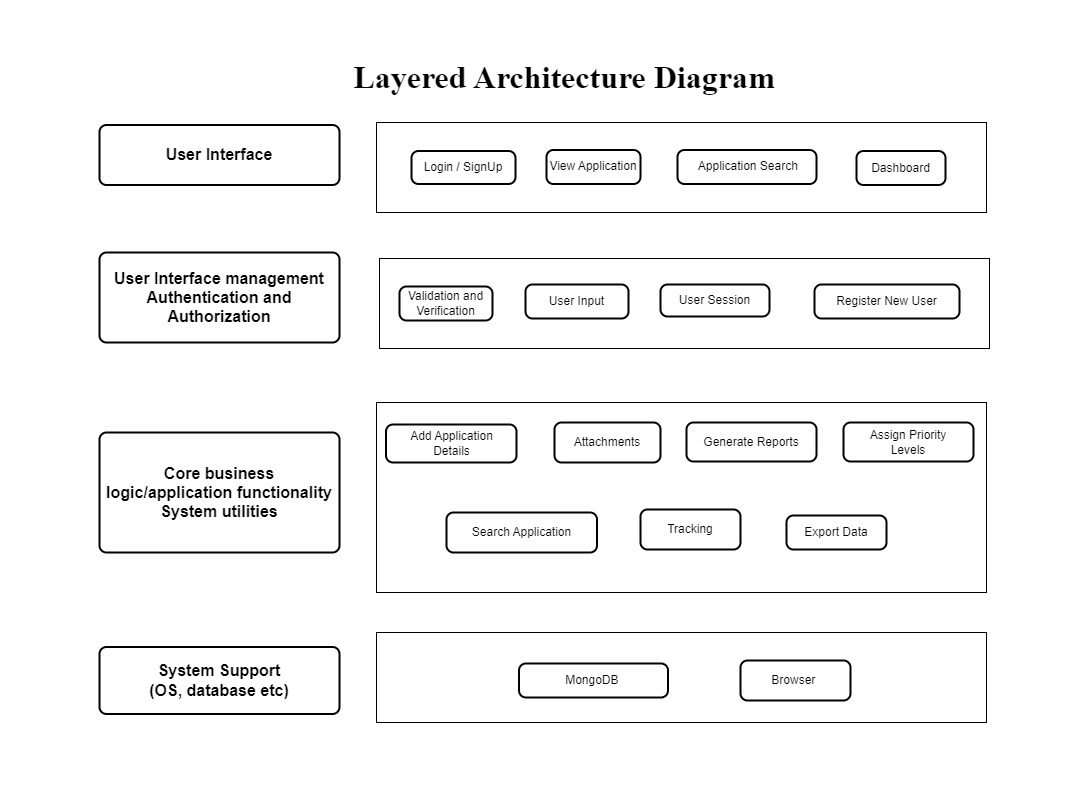 Layered Architecture Diagram
User Interface
Login / SignUp
View Application
Application Search
Dashboard
User Interface management
Authentication and
Authorization
Validation and
Verification
User Input
User Session
Register New User
Core business
logic/application functionality
System utilities
Add Application
Details
Attachments
Generate Reports
Assign Priority
Levels
Search Application
Tracking
Export Data
System Support
(OS, database etc)
MongoDB
Browser